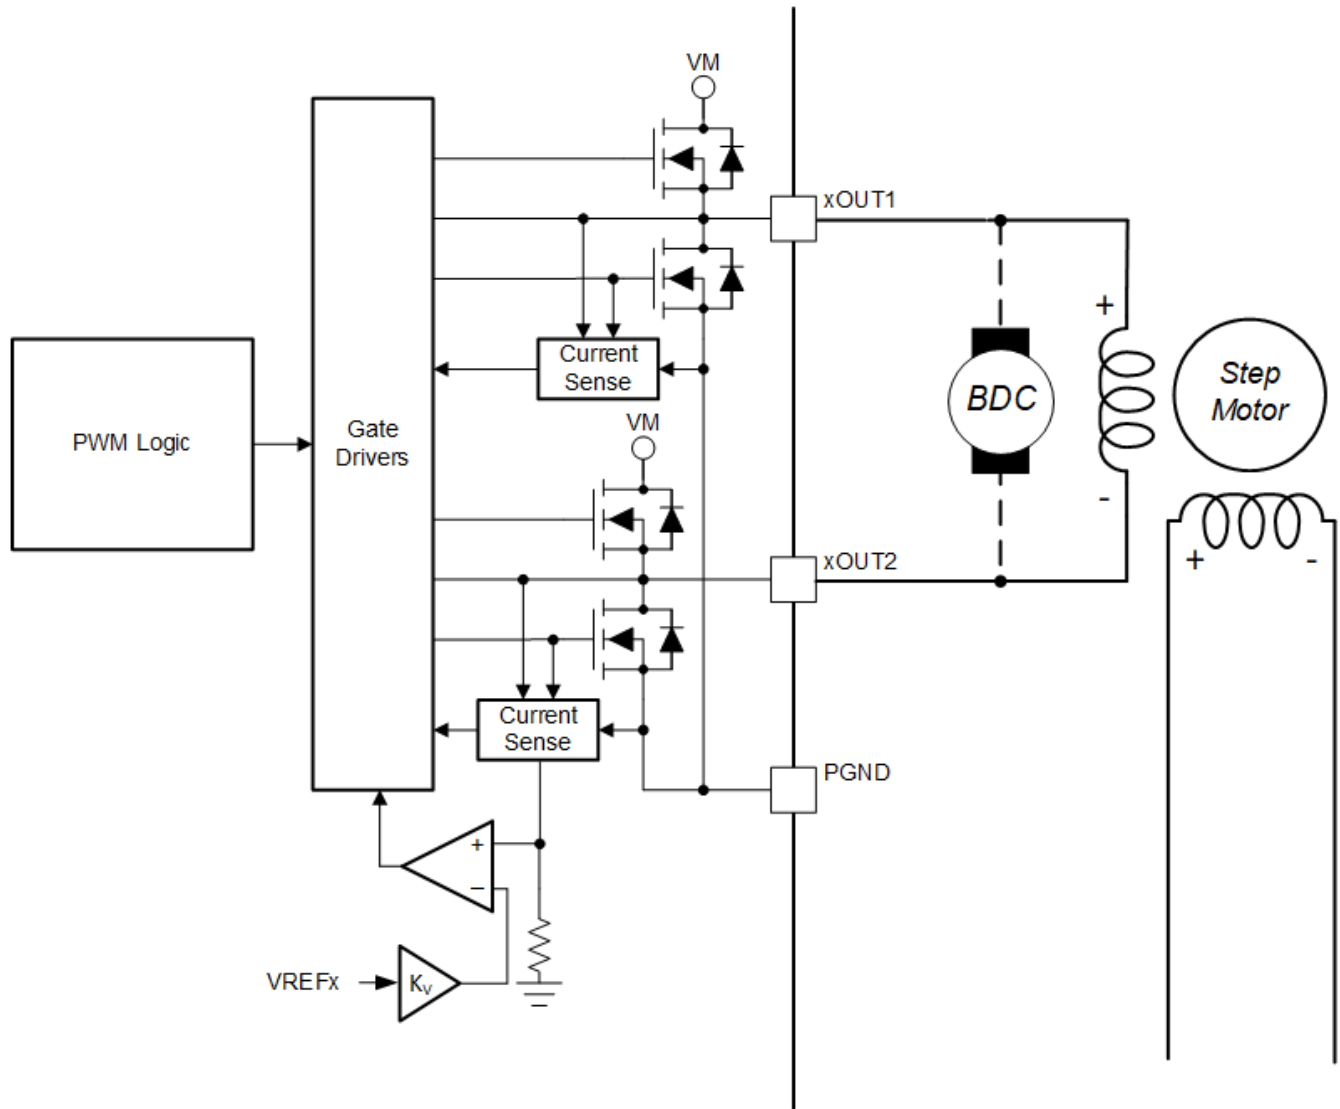 VM
xOUT1
+
Current
Sense
Step
Motor
BDC
VM
PWM Logic
Gate
Drivers
-
xOUT2
+
-
Current
Sense
PGND
+
–
VREFx
Kv